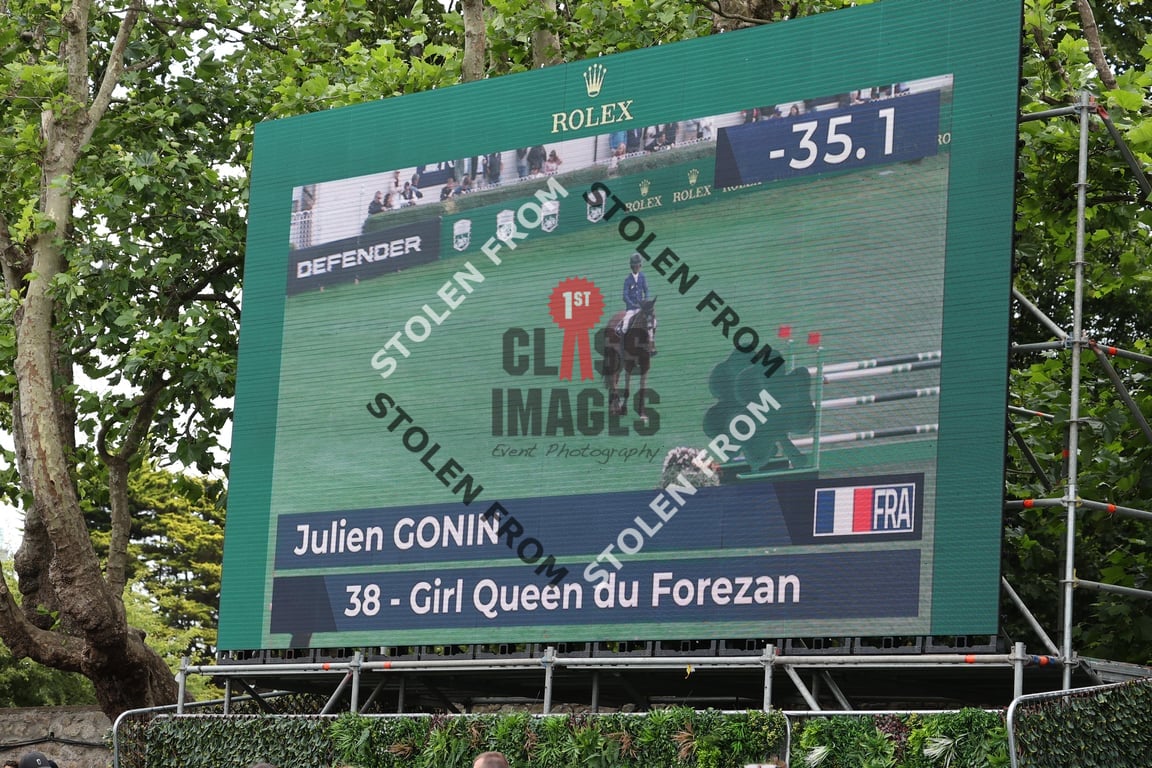 ROLEX
-35.1
ROLEX
ROLEX
DEFENDER
STOLEN FROM
STOLEN FROM
1ST
CLASS
IMAGES
Event Photography
STOLEN FROM
STOLEN FROM
Julien GONIN
FRA
38 - Girl Queen du Forezan